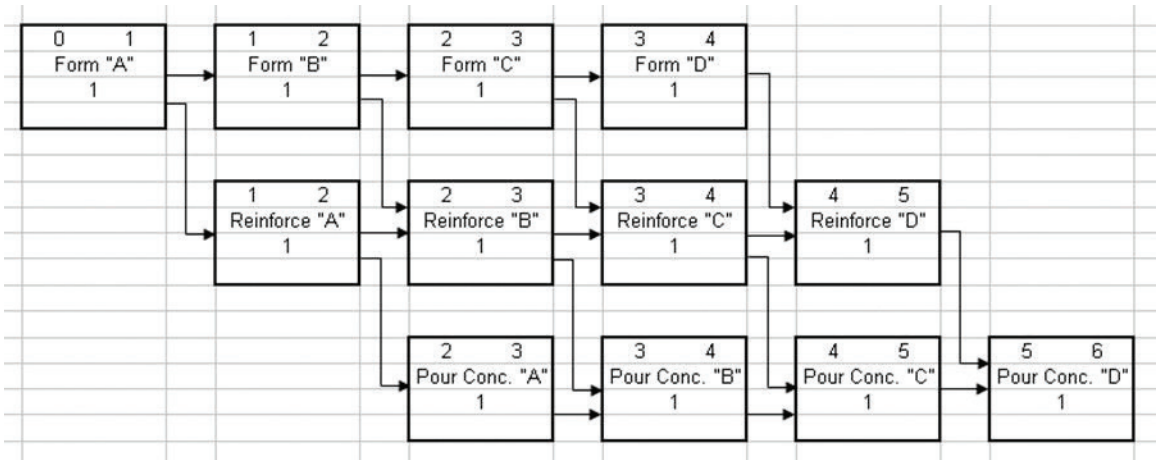 0 1
Form "A"
1
1 2
Form "B"
1
2 3
Form "C"
1
3 4
Form "D"
1
1 2
Reinforce "A"
1
2 3
Reinforce "B"
1
3 4
Reinforce "C"
1
4 5
Reinforce "D"
1
2 3
Pour Conc. "A"
1
3 4
Pour Conc. "B"
1
4 5
Pour Conc. "C"
1
5 6
Pour Conc. "D"
1